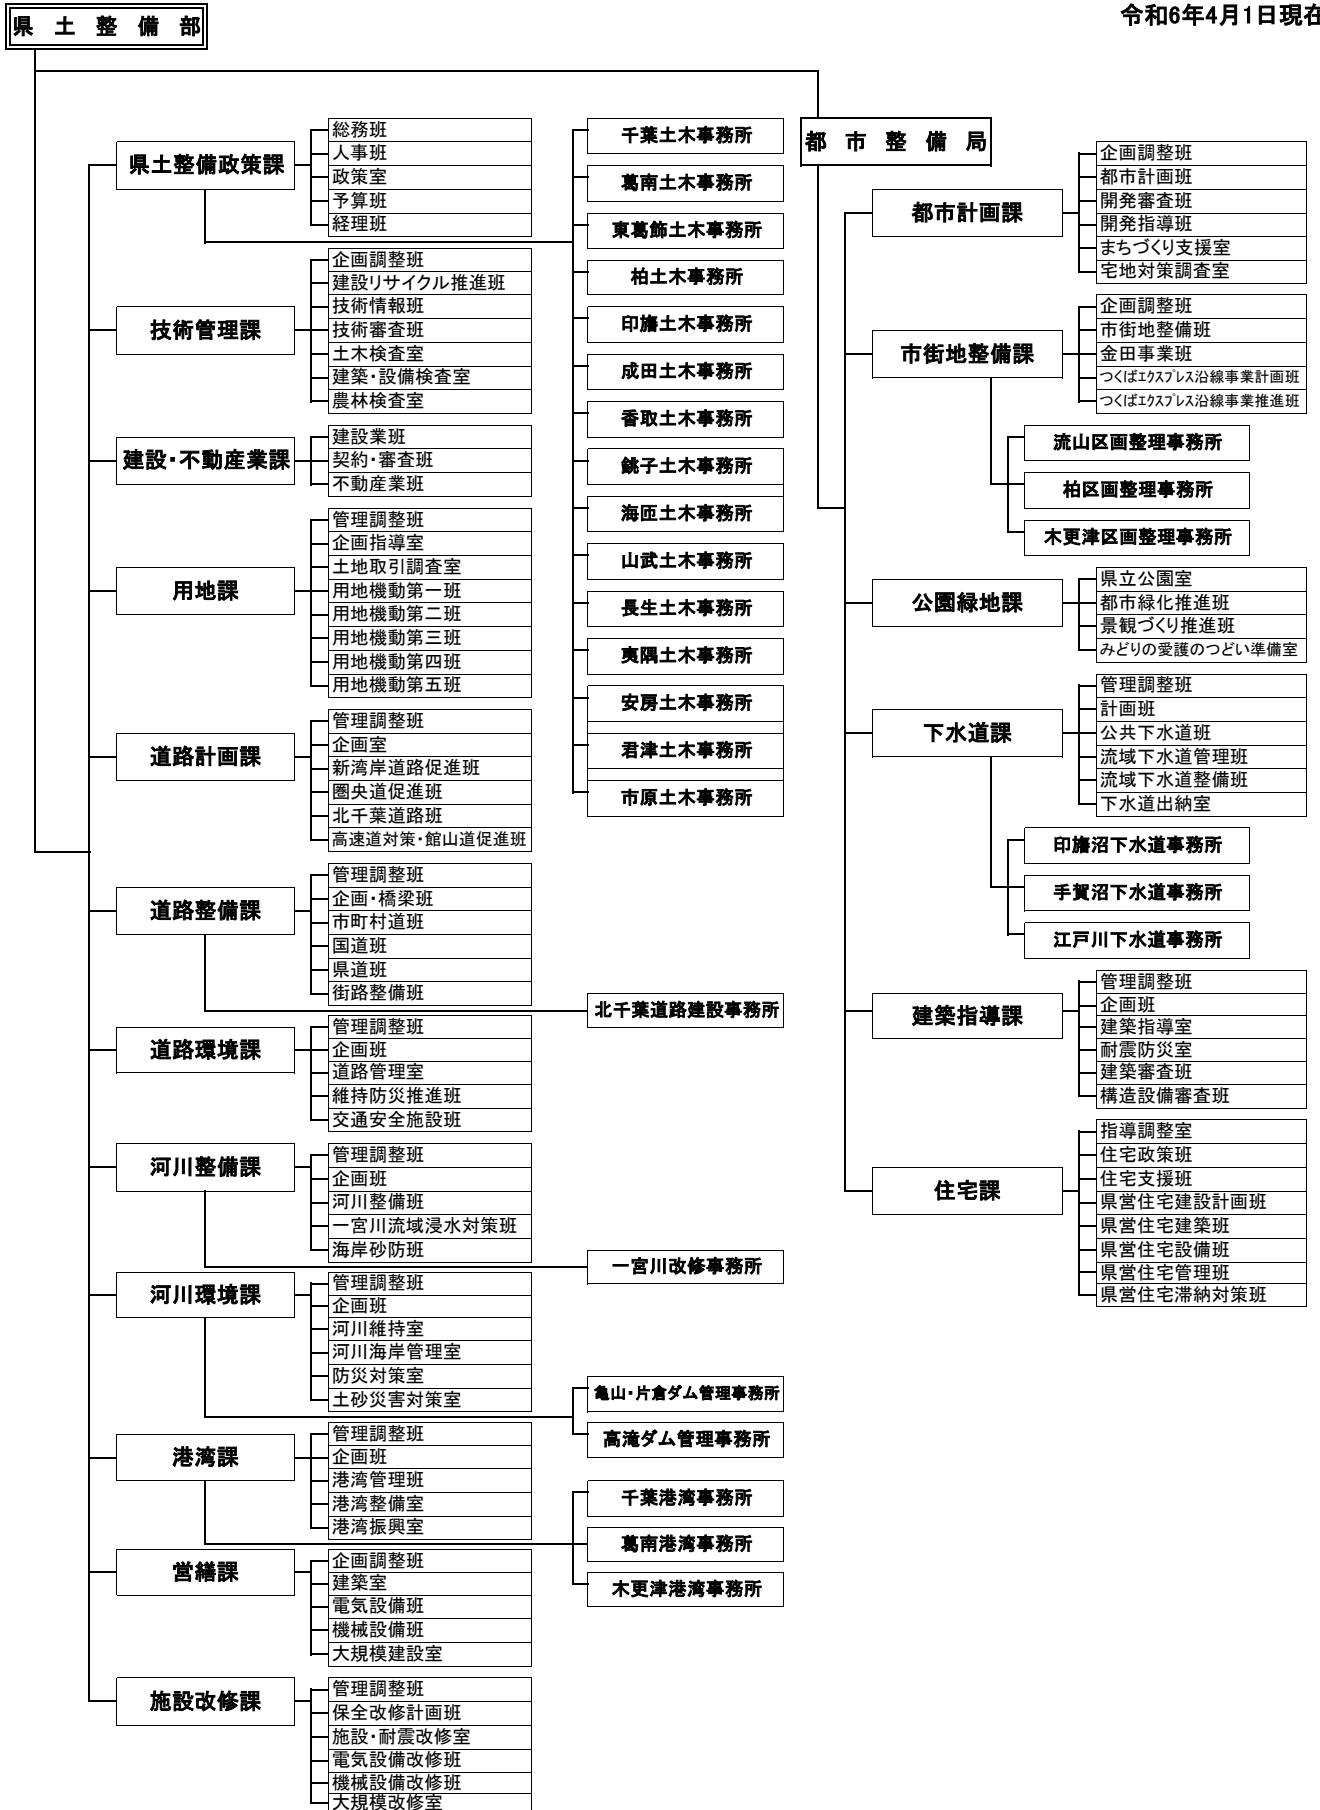 県土整備部
令和6年4月1日現在
県土整備政策課
総務班
人事班
政策室
予算班
経理班
千葉土木事務所
葛南土木事務所
東葛飾土木事務所
柏土木事務所
印旛土木事務所
成田土木事務所
香取土木事務所
銚子土木事務所
海匝土木事務所
山武土木事務所
長生土木事務所
夷隅土木事務所
安房土木事務所
君津土木事務所
市原土木事務所
技術管理課
企画調整班
建設リサイクル推進班
技術情報班
技術審査班
土木検査室
建築・設備検査室
農林検査室
建設・不動産業課
建設業班
契約・審査班
不動産業班
用地課
管理調整班
企画指導室
土地取引調査室
用地機動第一班
用地機動第二班
用地機動第三班
用地機動第四班
用地機動第五班
道路計画課
管理調整班
企画室
新湾岸道路促進班
圏央道促進班
北千葉道路班
高速道対策・館山道促進班
道路整備課
管理調整班
企画・橋梁班
市町村道班
国道班
県道班
街路整備班
北千葉道路建設事務所
道路環境課
管理調整班
企画班
道路管理室
維持防災推進班
交通安全施設班
河川整備課
管理調整班
企画班
河川整備班
一宮川流域浸水対策班
海岸砂防班
一宮川改修事務所
河川環境課
管理調整班
企画班
河川維持室
河川海岸管理室
防災対策室
土砂災害対策室
亀山・片倉ダム管理事務所
高滝ダム管理事務所
港湾課
管理調整班
企画班
港湾管理班
港湾整備室
港湾振興室
千葉港湾事務所
葛南港湾事務所
木更津港湾事務所
営繕課
企画調整班
建築室
電気設備班
機械設備班
大規模建設室
施設改修課
管理調整班
保全改修計画班
施設・耐震改修室
電気設備改修班
機械設備改修班
大規模改修室
都市整備局
都市計画課
企画調整班
都市計画班
開発審査班
開発指導班
まちづくり支援室
宅地対策調査室
市街地整備課
企画調整班
市街地整備班
金田事業班
つくばエクスプレス沿線事業計画班
つくばエクスプレス沿線事業推進班
流山区画整理事務所
柏区画整理事務所
木更津区画整理事務所
公園緑地課
県立公園室
都市緑化推進班
景観づくり推進班
みどりの愛護のつどい準備室
下水道課
管理調整班
計画班
公共下水道班
流域下水道管理班
流域下水道整備班
下水道出納室
印旛沼下水道事務所
手賀沼下水道事務所
江戸川下水道事務所
建築指導課
管理調整班
企画班
建築指導室
耐震防災室
建築審査班
構造設備審査班
住宅課
指導調整室
住宅政策班
住宅支援班
県営住宅建設計画班
県営住宅建築班
県営住宅設備班
県営住宅管理班
県営住宅滞納対策班